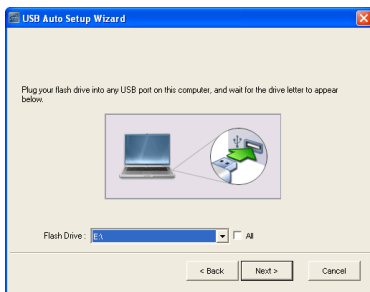 USB Auto Setup Wizard
Plug your flash drive into any USB port on this computer, and wait for the drive letter to appear
below.
Flash Drive : E:\ All
< Back Next > Cancel